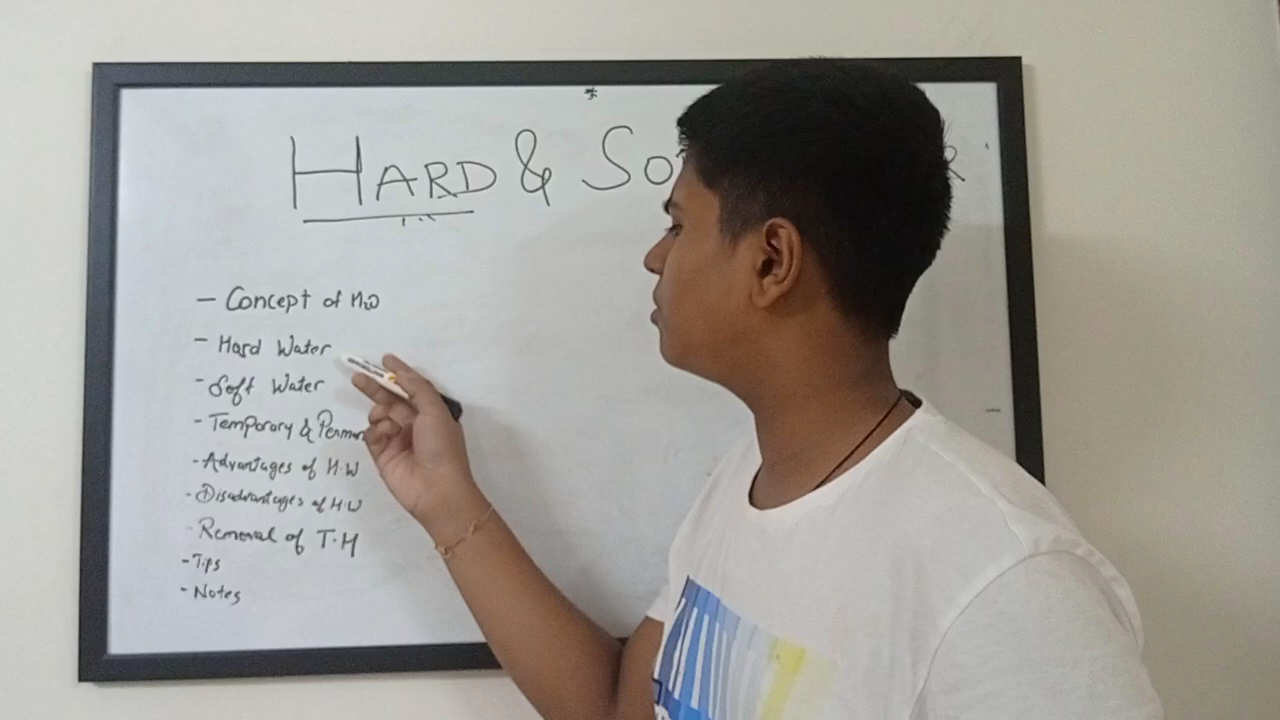 HARD & SO
- Concept of H2O
- Hard Water
- Soft Water
- Temporary & Perman
- Advantages of H.W
- Disadvantages of H.W
- Removal of T.H
- Tips
- Notes